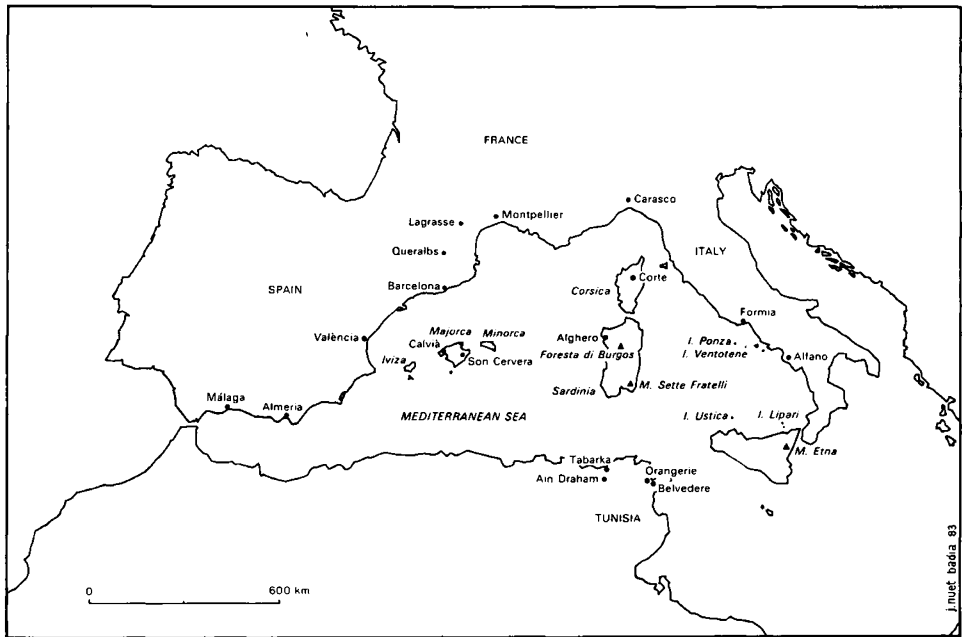 FRANCE
Carasco
Lagrasse
Montpellier
Queralbs
ITALY
SPAIN
Barcelona
Corsica
Corte
Formia
València
Majorca
Minorca
Alghero
I. Ponza
Calvià
Son Cervera
Foresta di Burgos
I. Ventotene
Alfano
Iviza
Sardinia
M. Sette Fratelli
Málaga
Almeria
MEDITERRANEAN SEA
I. Ustica
I. Lipari
M. Etna
Tabarka
Orangerie
Ain Draham
Belvedere
TUNISIA
0 600 km
j.nuet badia 83